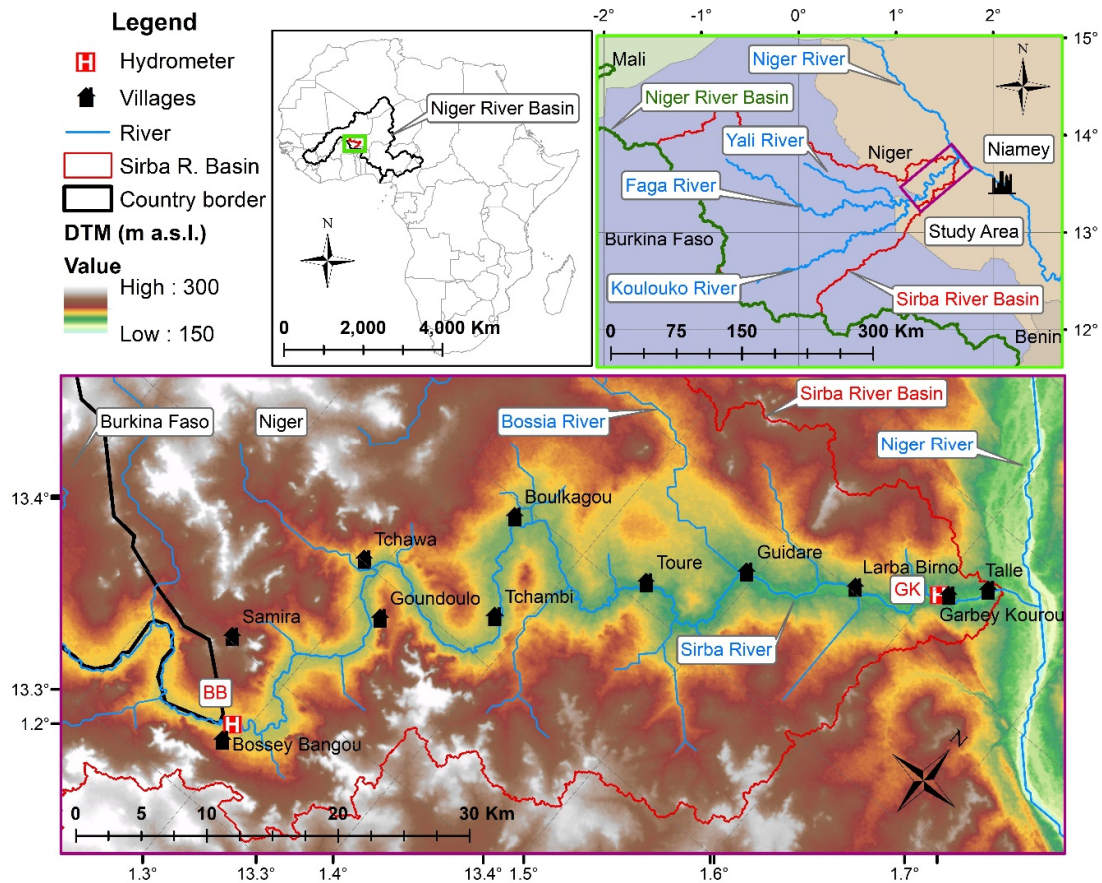 Legend
H
Hydrometer
Villages
River
Sirba R. Basin
Country border
DTM (m a.s.l.)
Value
High : 300
Low : 150
Niger River Basin
N
0 2,000 4,000 Km
-2° 0° 1° 2°
15°
14°
13°
12°
Mali
Niger River
N
Niger River Basin
Yali River
Niger
Niamey
Faga River
Burkina Faso
Study Area
Koulouko River
Sirba River Basin
0 75 150 300 Km
Benin
Burkina Faso
Niger
Bossia River
Sirba River Basin
Niger River
13.4°
13.3°
1.2°
Boulkagou
Tchawa
Toure
Guidare
Larba Birno
Talle
GK
H
Garbey Kourou
Goundoulo
Tchambi
Samira
Sirba River
BB
H
Bossey Bangou
N
0 5 10 20 30 Km
1.3° 13.3° 1.4° 13.4° 1.5° 1.6° 1.7°